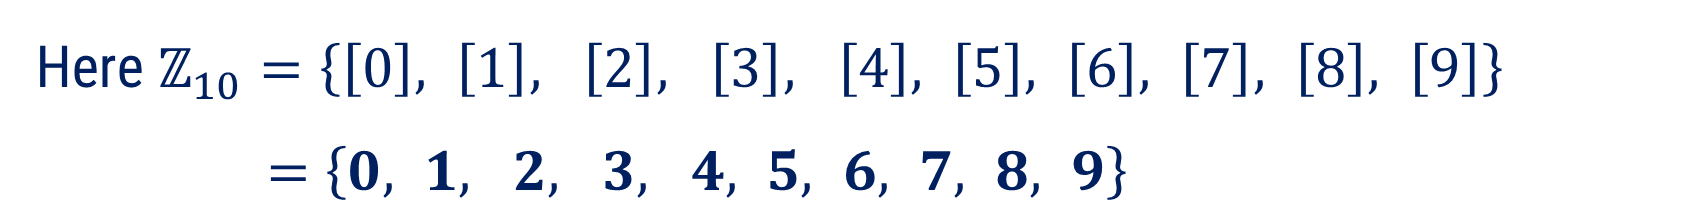 Here ℤ₁₀ = {[0], [1], [2], [3], [4], [5], [6], [7], [8], [9]}
= {0, 1, 2, 3, 4, 5, 6, 7, 8, 9}